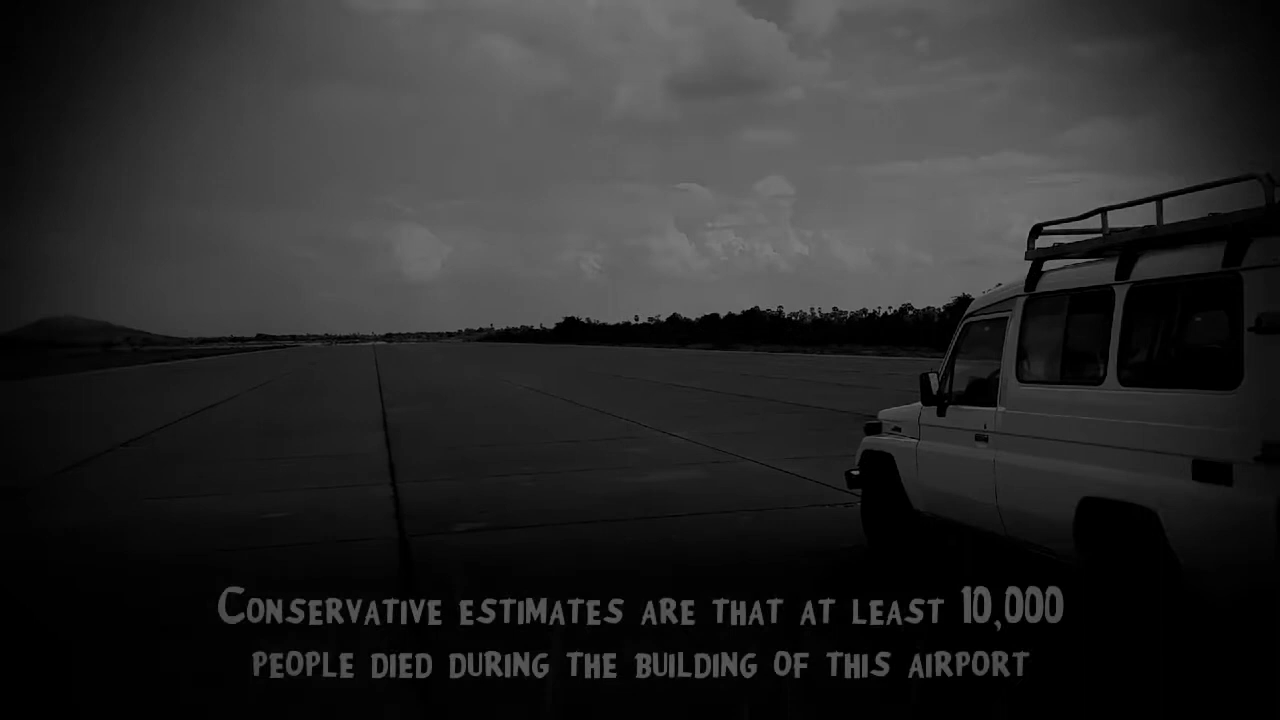 Conservative estimates are that at least 10,000
people died during the building of this airport